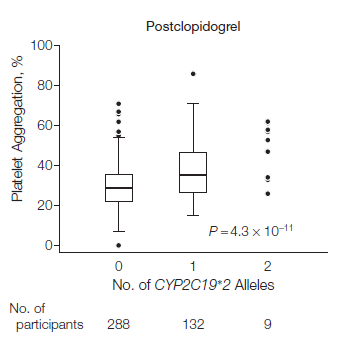 Postclopidogrel
Platelet Aggregation, %
100
80
60
40
20
0
P=4.3 × 10⁻¹¹
0 1 2
No. of CYP2C19*2 Alleles
No. of
participants 288 132 9